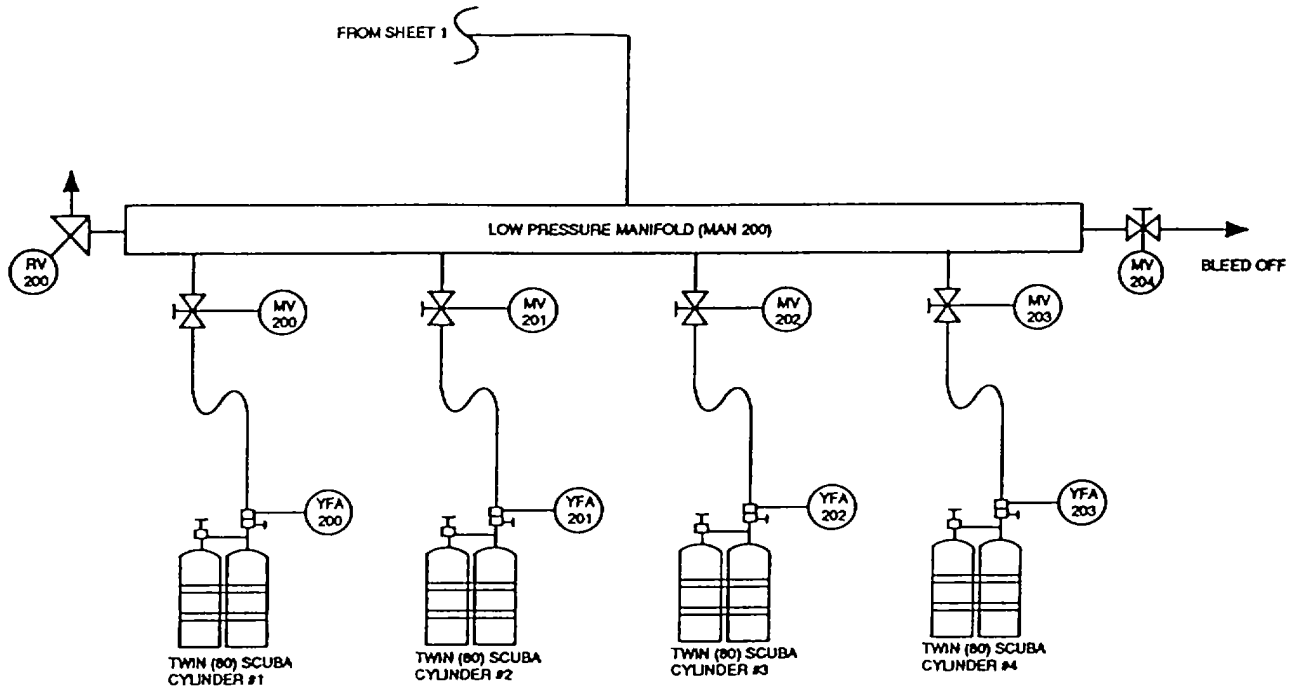 FROM SHEET 1
LOW PRESSURE MANIFOLD (MAN 200)
RV
200
MV
204
BLEED OFF
MV
200
MV
201
MV
202
MV
203
YFA
200
YFA
201
YFA
202
YFA
203
TWIN (80) SCUBA
CYLINDER #1
TWIN (80) SCUBA
CYLINDER #2
TWIN (80) SCUBA
CYLINDER #3
TWIN (80) SCUBA
CYLINDER #4